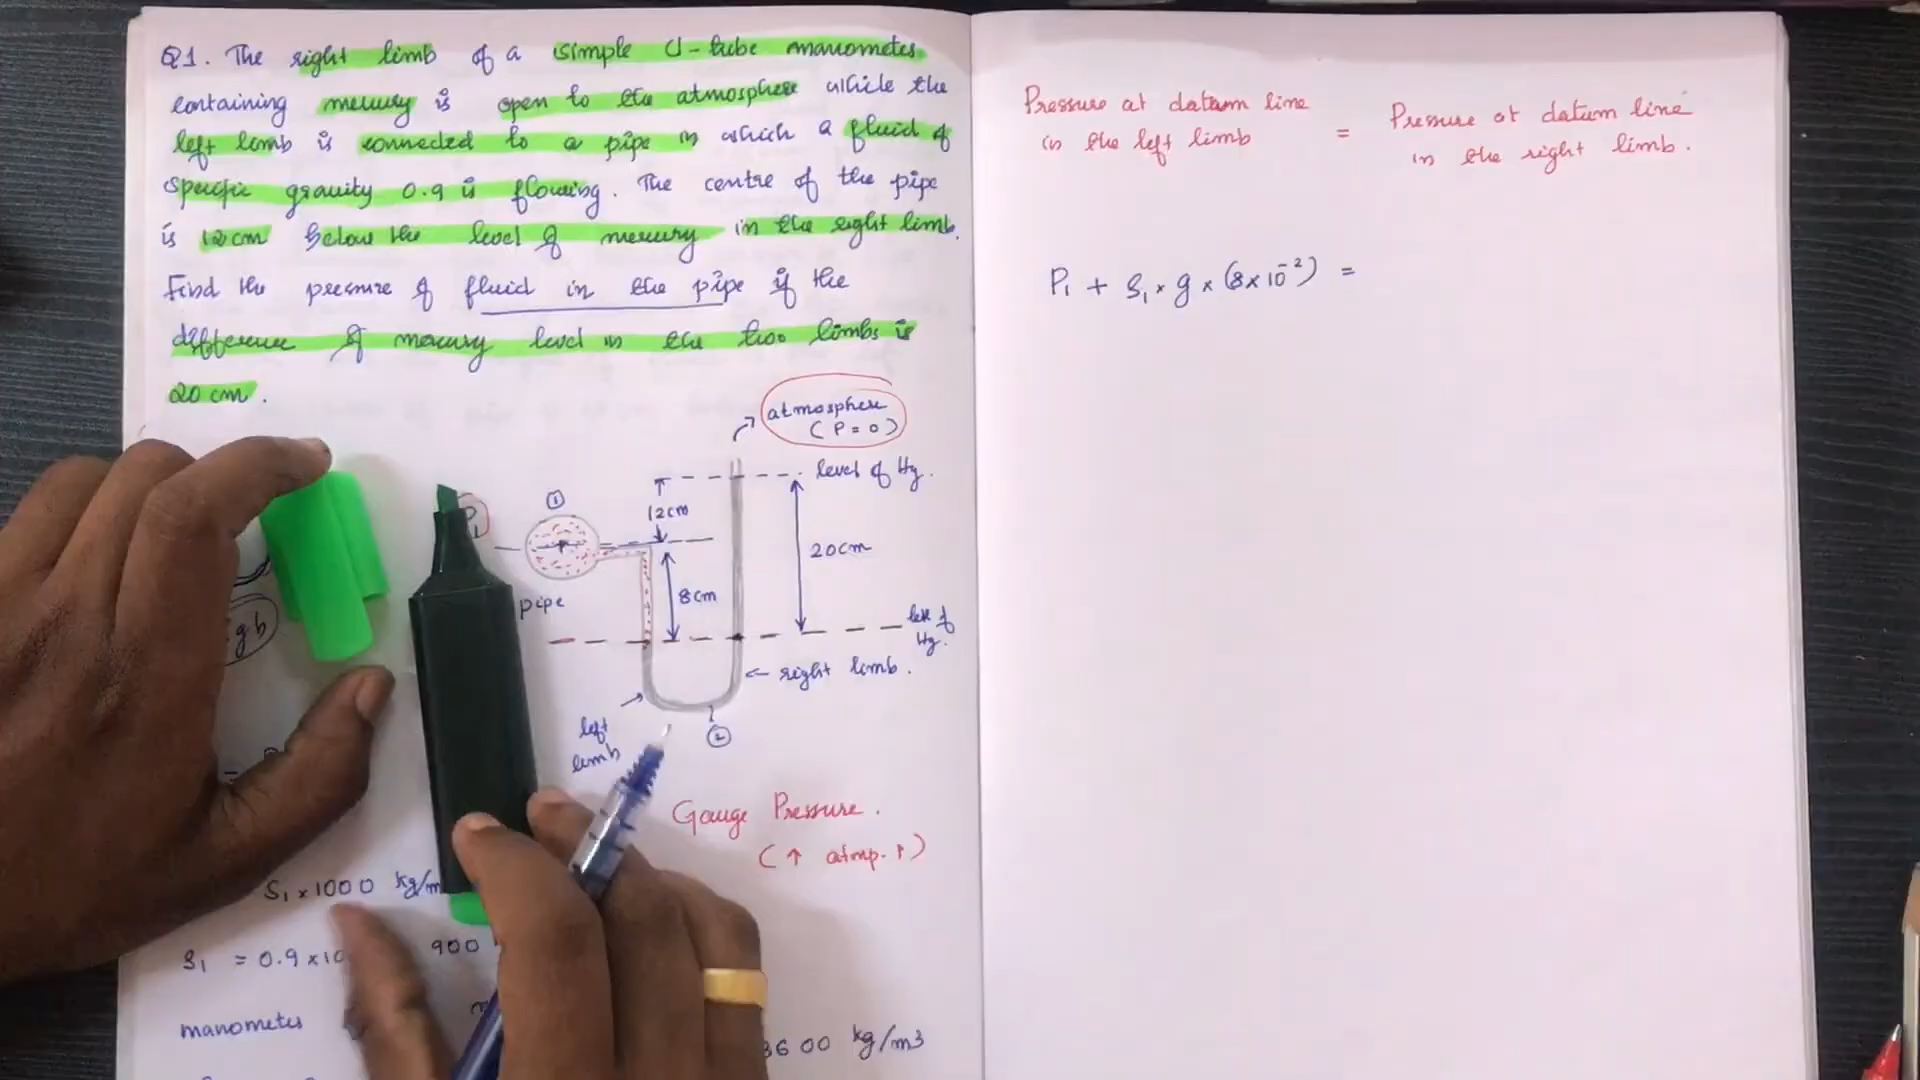 Q1. The right limb of a simple U-tube manometer
containing mercury is open to the atmosphere while the
left limb is connected to a pipe in which a fluid of
specific gravity 0.9 is flowing. The centre of the pipe
is 12cm below the level of mercury in the right limb.
Find the pressure of fluid in the pipe if the
difference of mercury level in the two limbs is
20 cm.
atmosphere
(P=0)
level of Hg.
①
12cm
P1
20cm
8cm
pipe
Hg.
right limb.
left
limb
②
Gauge Pressure.
(↑ atmp. ↑)
S1 × 1000 kg/m
= 0.9 × 10
900
manometer
3600 kg/m3
Pressure at datum line
in the left limb
=
Pressure at datum line
in the right limb.
P1 + ρ1 × g × (8×10⁻²) =